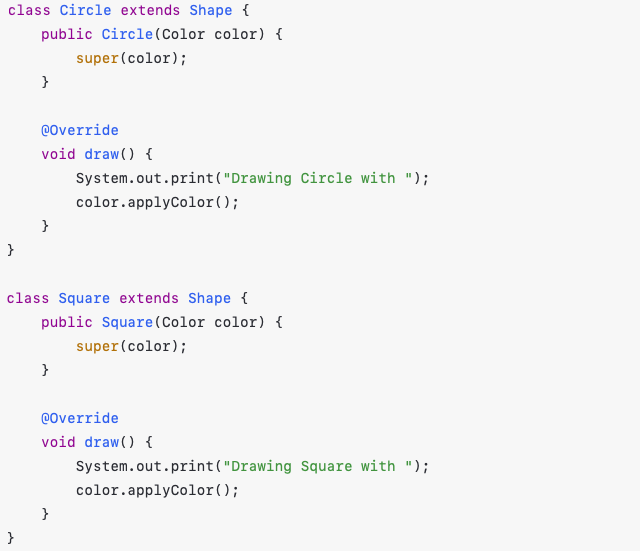 class Circle extends Shape {
    public Circle(Color color) {
        super(color);
    }

    @Override
    void draw() {
        System.out.print("Drawing Circle with ");
        color.applyColor();
    }
}

class Square extends Shape {
    public Square(Color color) {
        super(color);
    }

    @Override
    void draw() {
        System.out.print("Drawing Square with ");
        color.applyColor();
    }
}